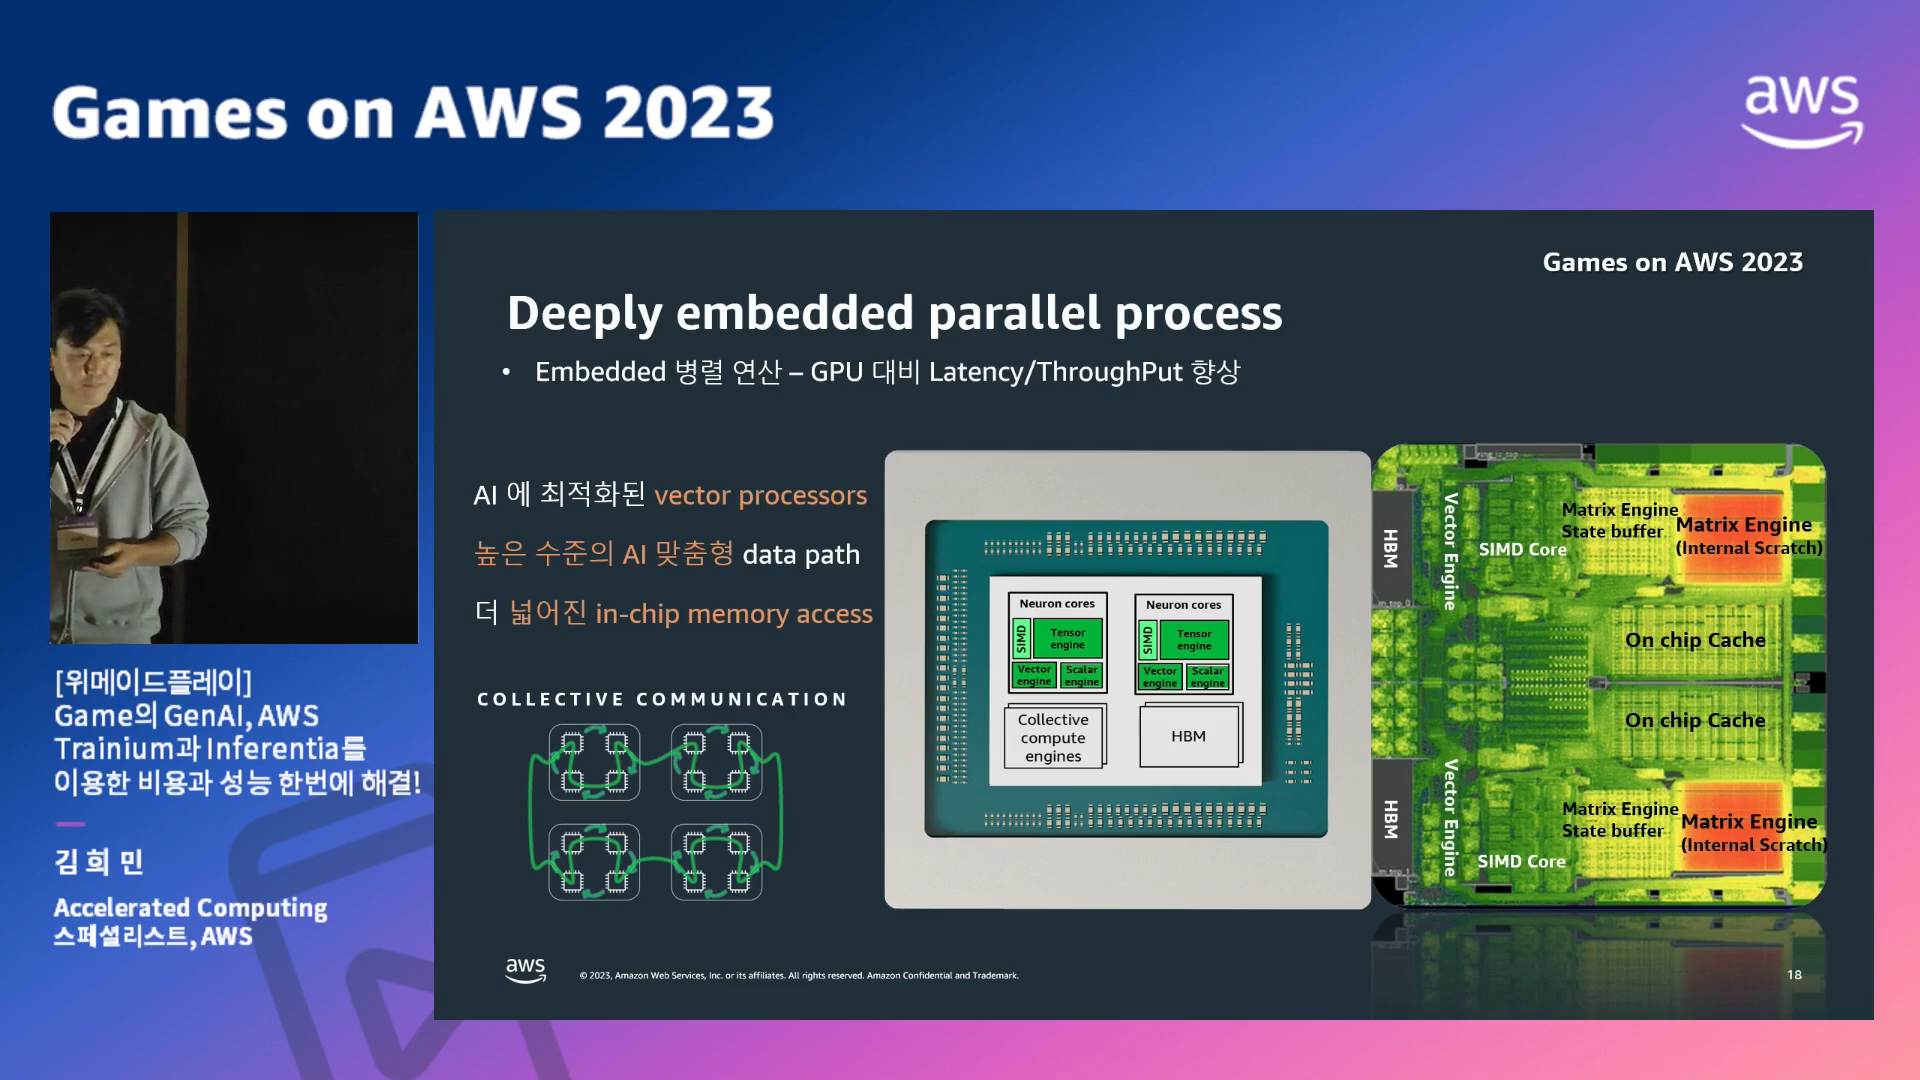 Games on AWS 2023
aws
Games on AWS 2023
Deeply embedded parallel process
• Embedded 병렬 연산 – GPU 대비 Latency/ThroughPut 향상
AI 에 최적화된 vector processors
높은 수준의 AI 맞춤형 data path
더 넓어진 in-chip memory access
COLLECTIVE COMMUNICATION
Neuron cores
SIMD
Tensor
engine
Vector
engine
Scalar
engine
Neuron cores
SIMD
Tensor
engine
Vector
engine
Scalar
engine
Collective
compute
engines
HBM
HBM
Vector Engine
SIMD Core
Matrix Engine
State buffer
Matrix Engine
(Internal Scratch)
On chip Cache
On chip Cache
HBM
Vector Engine
SIMD Core
Matrix Engine
State buffer
Matrix Engine
(Internal Scratch)
aws
© 2023, Amazon Web Services, Inc. or its affiliates. All rights reserved. Amazon Confidential and Trademark.
18
[위메이드플레이]
Game의 GenAI, AWS
Trainium과 Inferentia를
이용한 비용과 성능 한번에 해결!
김 희 민
Accelerated Computing
스페셜리스트, AWS